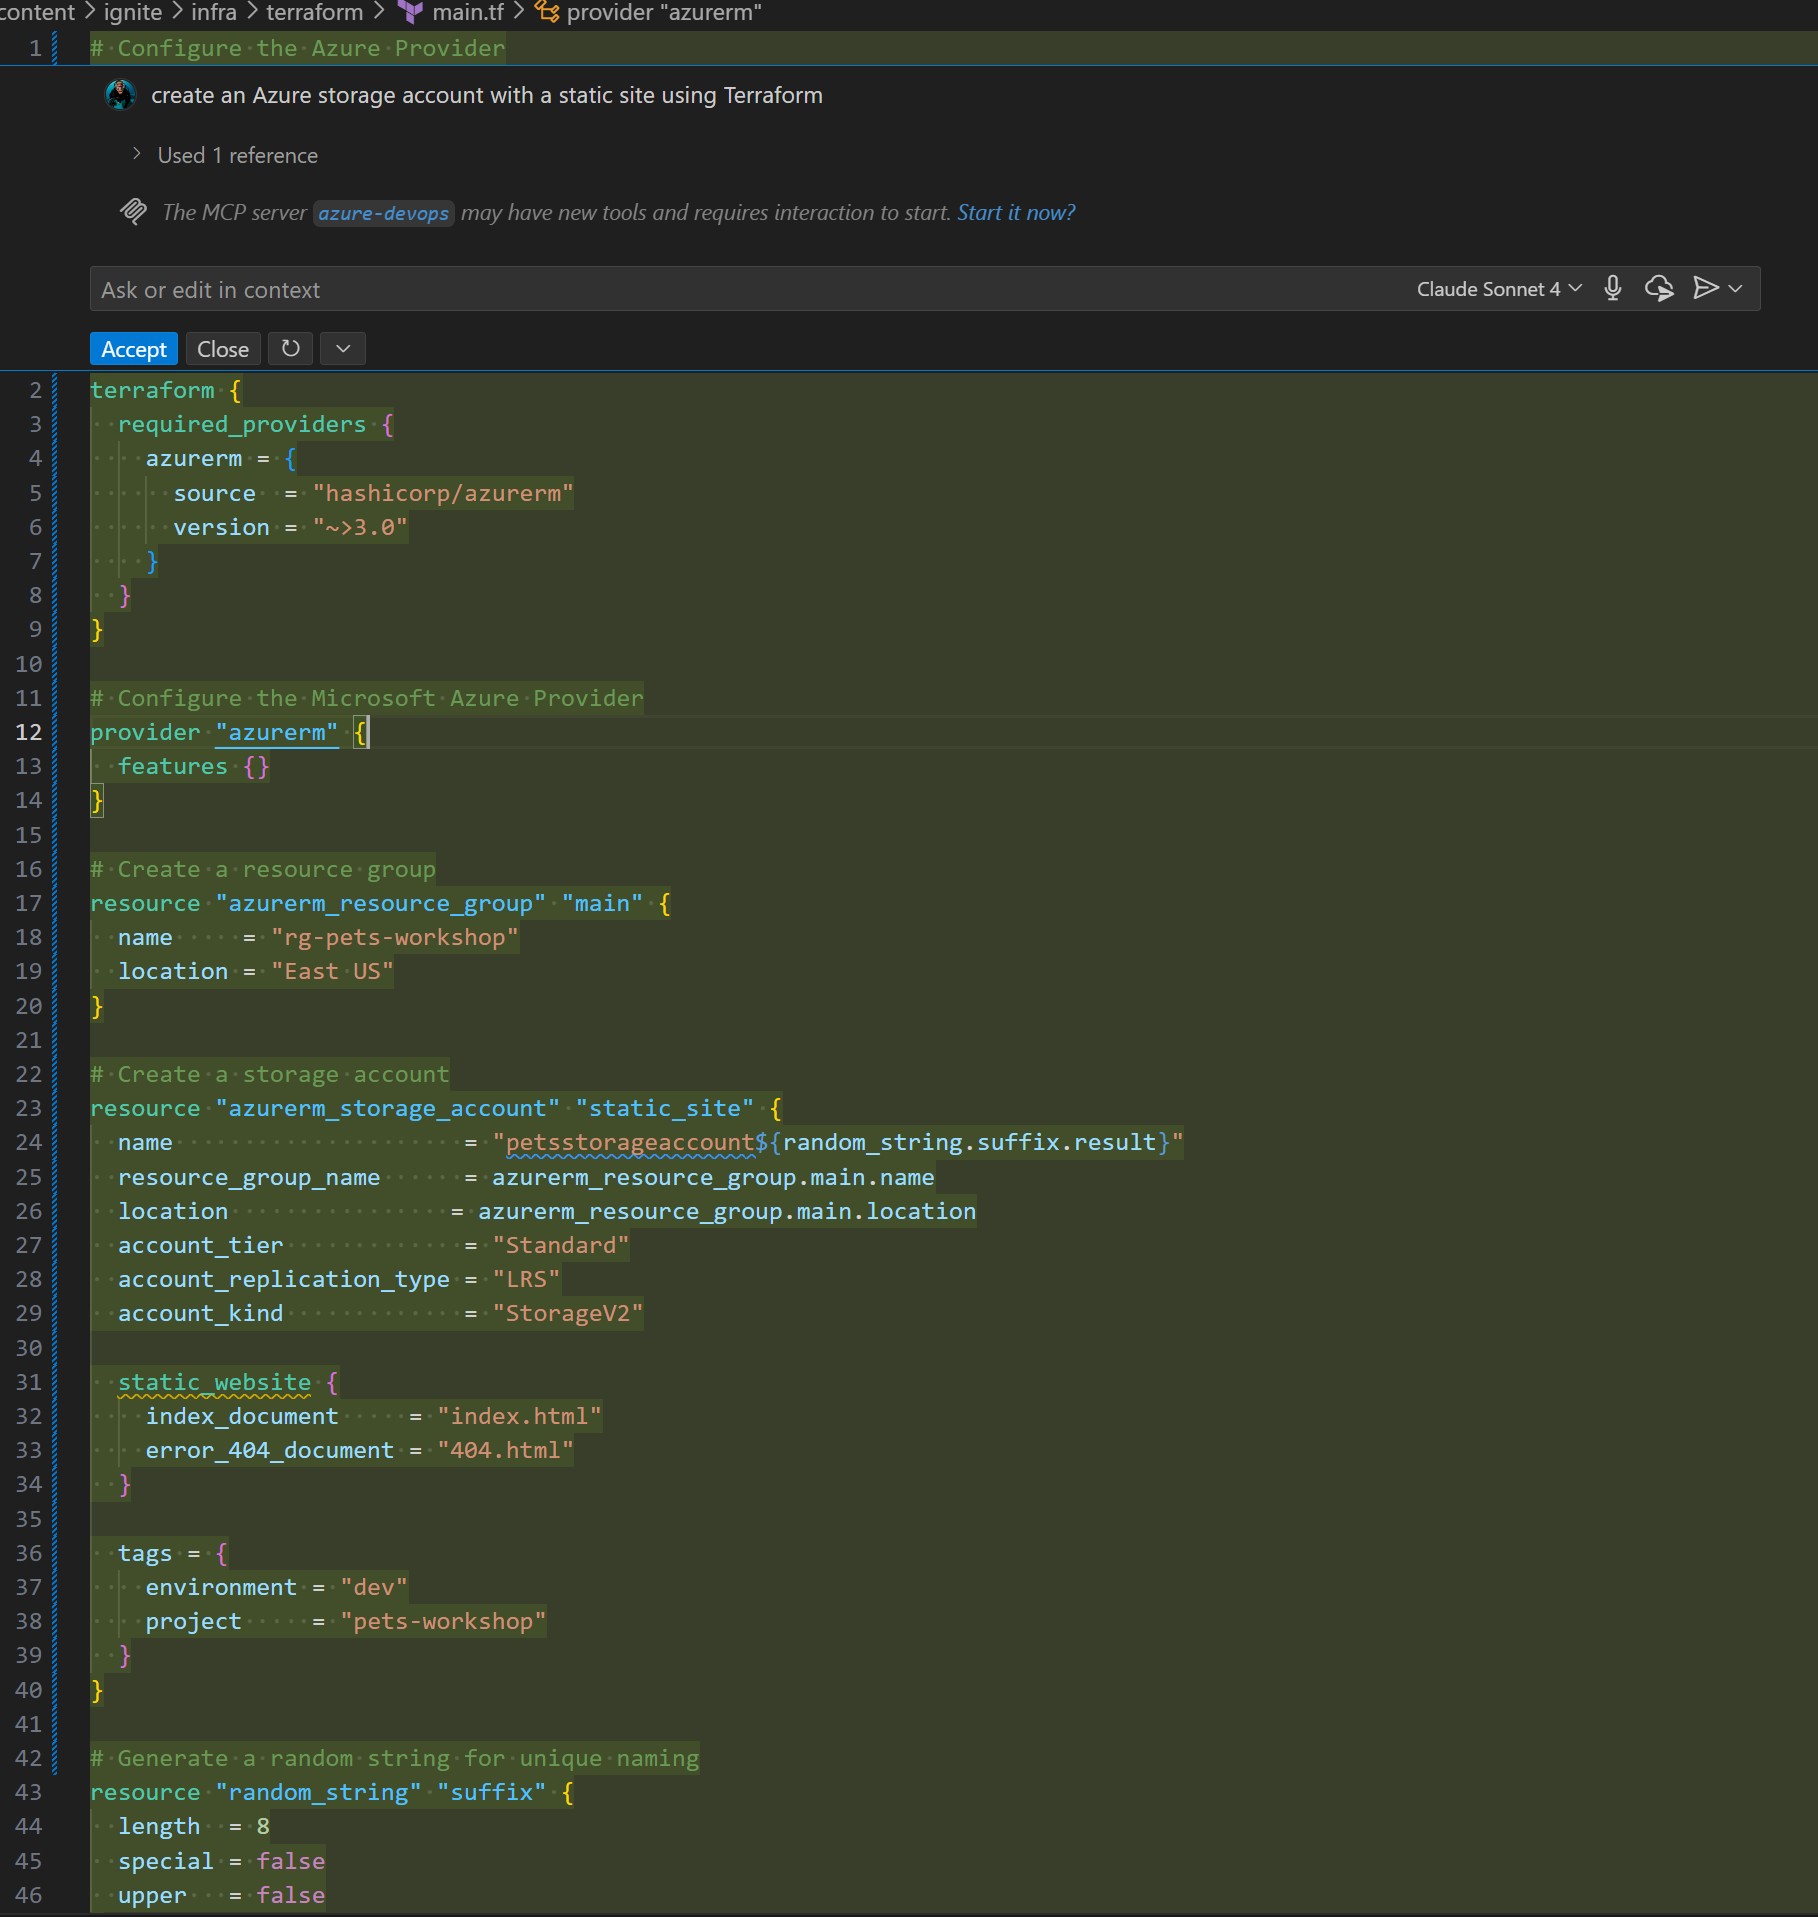 content > ignite > infra > terraform > main.tf > provider "azurerm"
1 # Configure the Azure Provider
create an Azure storage account with a static site using Terraform
> Used 1 reference
The MCP server azure-devops may have new tools and requires interaction to start. Start it now?
Ask or edit in context Claude Sonnet 4
Accept Close
2 terraform {
3   required_providers {
4     azurerm = {
5       source  = "hashicorp/azurerm"
6       version = "~>3.0"
7     }
8   }
9 }
10
11 # Configure the Microsoft Azure Provider
12 provider "azurerm" {
13   features {}
14 }
15
16 # Create a resource group
17 resource "azurerm_resource_group" "main" {
18   name     = "rg-pets-workshop"
19   location = "East US"
20 }
21
22 # Create a storage account
23 resource "azurerm_storage_account" "static_site" {
24   name                     = "petsstorageaccount${random_string.suffix.result}"
25   resource_group_name      = azurerm_resource_group.main.name
26   location                = azurerm_resource_group.main.location
27   account_tier             = "Standard"
28   account_replication_type = "LRS"
29   account_kind             = "StorageV2"
30
31   static_website {
32     index_document     = "index.html"
33     error_404_document = "404.html"
34   }
35
36   tags = {
37     environment = "dev"
38     project     = "pets-workshop"
39   }
40 }
41
42 # Generate a random string for unique naming
43 resource "random_string" "suffix" {
44   length  = 8
45   special = false
46   upper   = false